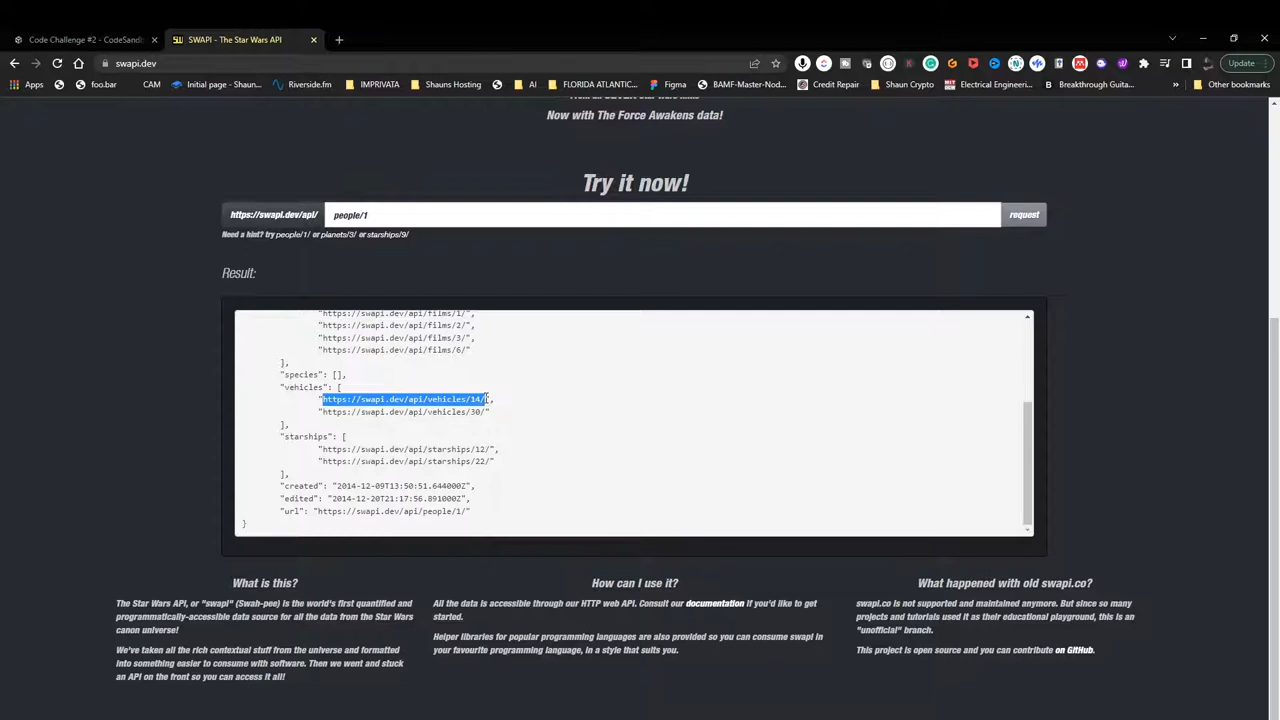 Code Challenge #2 - CodeSandb
SWAPI - The Star Wars API
swapi.dev
Update
Apps
foo.bar
CAM
Initial page - Shaun...
Riverside.fm
IMPRIVATA
Shauns Hosting
AI
FLORIDA ATLANTIC...
Figma
BAMF-Master-Nod...
Credit Repair
Shaun Crypto
Electrical Engineeri...
Breakthrough Guita...
»
Other bookmarks
Now with The Force Awakens data!
Try it now!
https://swapi.dev/api/
people/1
request
Need a hint? try people/1/ or planets/3/ or starships/9/
Result:
"https://swapi.dev/api/films/1/",
"https://swapi.dev/api/films/2/",
"https://swapi.dev/api/films/3/",
"https://swapi.dev/api/films/6/"
],
"species": [],
"vehicles": [
"https://swapi.dev/api/vehicles/14/",
"https://swapi.dev/api/vehicles/30/"
],
"starships": [
"https://swapi.dev/api/starships/12/",
"https://swapi.dev/api/starships/22/"
],
"created": "2014-12-09T13:50:51.644000Z",
"edited": "2014-12-20T21:17:56.891000Z",
"url": "https://swapi.dev/api/people/1/"
}
What is this?
The Star Wars API, or "swapi" (Swah-pee) is the world's first quantified and
programmatically-accessible data source for all the data from the Star Wars
canon universe!
We've taken all the rich contextual stuff from the universe and formatted
into something easier to consume with software. Then we went and stuck
an API on the front so you can access it all!
How can I use it?
All the data is accessible through our HTTP web API. Consult our documentation if you'd like to get
started.
Helper libraries for popular programming languages are also provided so you can consume swapi in
your favourite programming language, in a style that suits you.
What happened with old swapi.co?
swapi.co is not supported and maintained anymore. But since so many
projects and tutorials used it as their educational playground, this is an
"unofficial" branch.
This project is open source and you can contribute on GitHub.